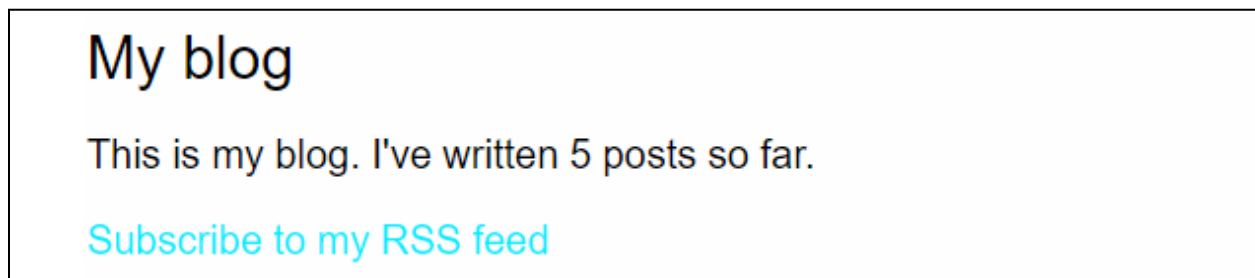 My blog
This is my blog. I've written 5 posts so far.
Subscribe to my RSS feed